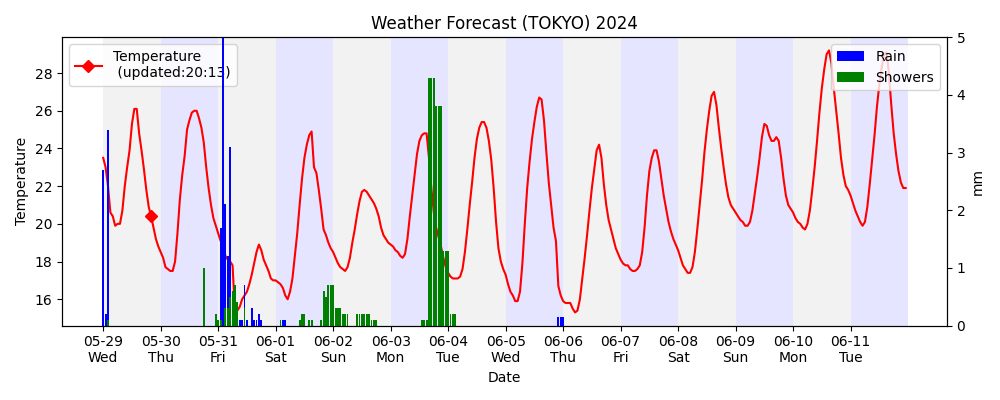 Weather Forecast (TOKYO) 2024
Temperature
(updated:20:13)
Rain
Showers
Temperature
28
26
24
22
20
18
16
5
4
3
2
1
0
mm
05-29 05-30 05-31 06-01 06-02 06-03 06-04 06-05 06-06 06-07 06-08 06-09 06-10 06-11
Wed Thu Fri Sat Sun Mon Tue Wed Thu Fri Sat Sun Mon Tue
Date